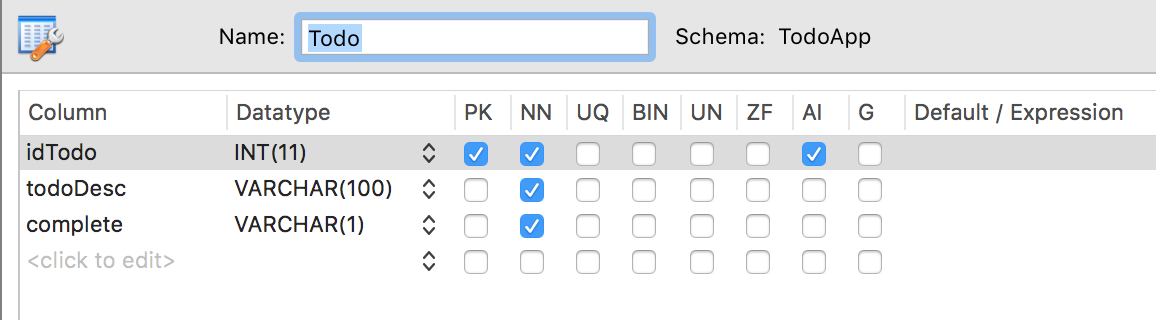 Name: Todo Schema: TodoApp
Column Datatype PK NN UQ BIN UN ZF AI G Default / Expression
idTodo INT(11)
todoDesc VARCHAR(100)
complete VARCHAR(1)
<click to edit>